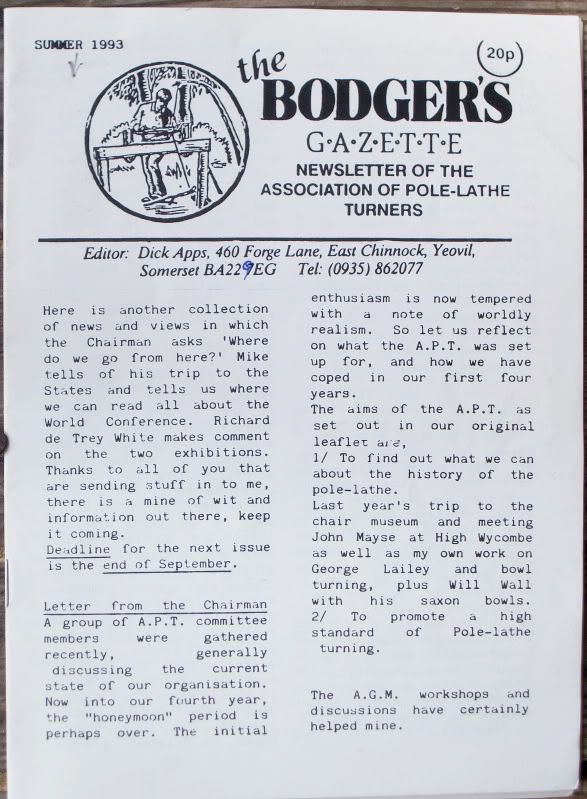 SUMMER 1993
the
20p
BODGER'S
G·A·Z·E·T·T·E
NEWSLETTER OF THE
ASSOCIATION OF POLE-LATHE
TURNERS
Editor: Dick Apps, 460 Forge Lane, East Chinnock, Yeovil,
Somerset BA22 9EG Tel: (0935) 862077
Here is another collection
of news and views in which
the Chairman asks 'Where
do we go from here?' Mike
tells of his trip to the
States and tells us where
we can read all about the
World Conference. Richard
de Trey White makes comment
on the two exhibitions.
Thanks to all of you that
are sending stuff in to me,
there is a mine of wit and
information out there, keep
it coming.
Deadline for the next issue
is the end of September.
Letter from the Chairman
A group of A.P.T. committee
members were gathered
recently, generally
discussing the current
state of our organisation.
Now into our fourth year,
the "honeymoon" period is
perhaps over. The initial
enthusiasm is now tempered
with a note of worldly
realism. So let us reflect
on what the A.P.T. was set
up for, and how we have
coped in our first four
years.
The aims of the A.P.T. as
set out in our original
leaflet are,
1/ To find out what we can
about the history of the
pole-lathe.
Last year's trip to the
chair museum and meeting
John Mayse at High Wycombe
as well as my own work on
George Lailey and bowl
turning, plus Will Wall
with his saxon bowls.
2/ To promote a high
standard of Pole-lathe
turning.
The A.G.M. workshops and
discussions have certainly
helped mine.